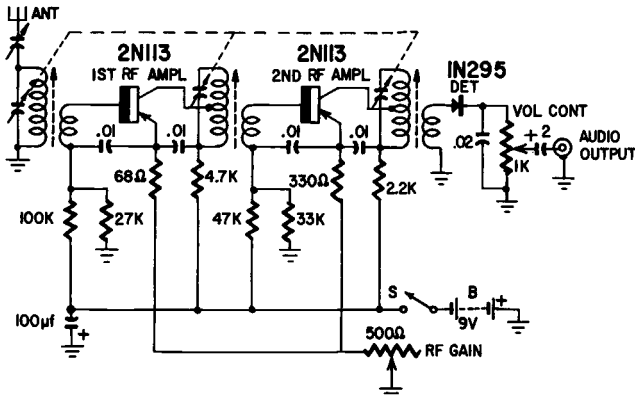 ANT
2N113
1ST RF AMPL
2N113
2ND RF AMPL
1N295
DET
VOL CONT
.01
.01
.01
.01
.02
1K
+ 2
AUDIO
OUTPUT
68Ω
4.7K
330Ω
2.2K
100K
27K
47K
33K
S
B
+
9V
100µf
+
500Ω
RF GAIN